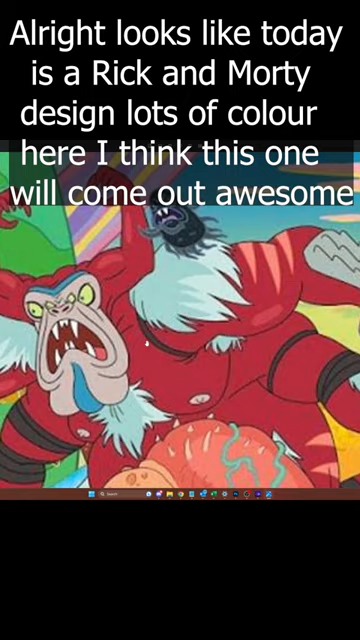 Alright looks like today
is a Rick and Morty
design lots of colour
here I think this one
will come out awesome
Search